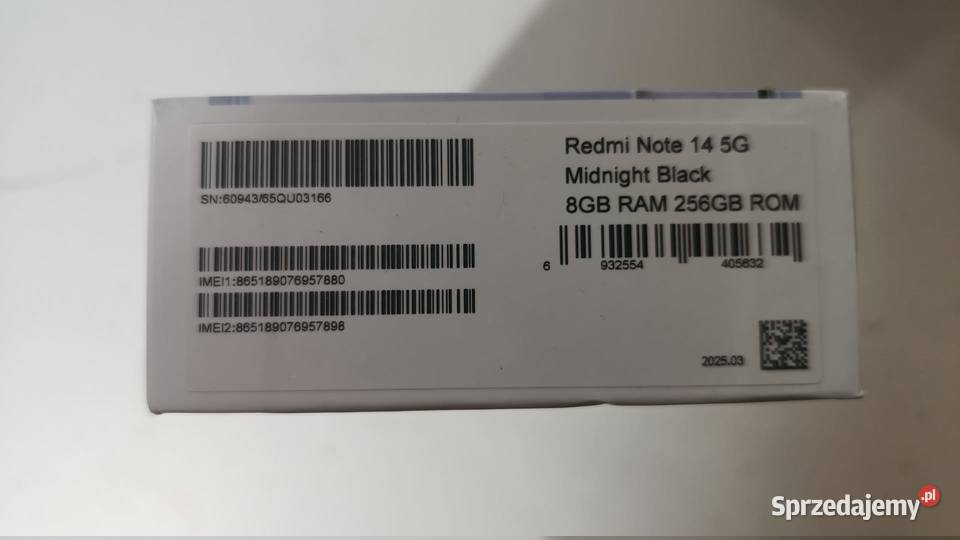 SN:60943/65QU03166
IMEI1:865189076957880
IMEI2:865189076957898
Redmi Note 14 5G
Midnight Black
8GB RAM 256GB ROM
6 932554 405632
2025.03
Sprzedajemy.pl